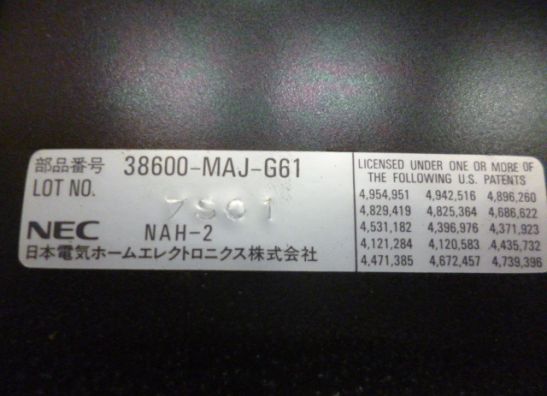 部品番号 38600-MAJ-G61
LOT NO. 7801
NEC NAH-2
日本電気ホームエレクトロニクス株式会社
LICENSED UNDER ONE OR MORE OF
THE FOLLOWING U.S. PATENTS
4,954,951 4,942,516 4,896,260
4,829,419 4,825,364 4,686,622
4,531,182 4,396,976 4,371,923
4,121,284 4,120,583 4,435,732
4,471,385 4,672,457 4,739,396